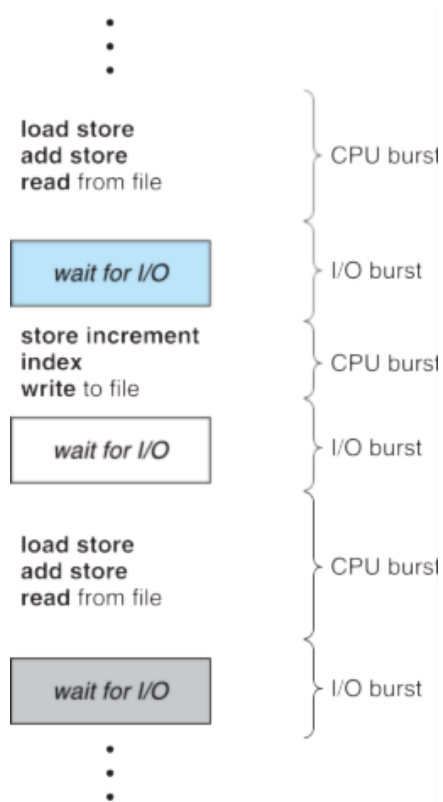 load store
add store
read from file
CPU burst
wait for I/O
I/O burst
store increment
index
write to file
CPU burst
wait for I/O
I/O burst
load store
add store
read from file
CPU burst
wait for I/O
I/O burst